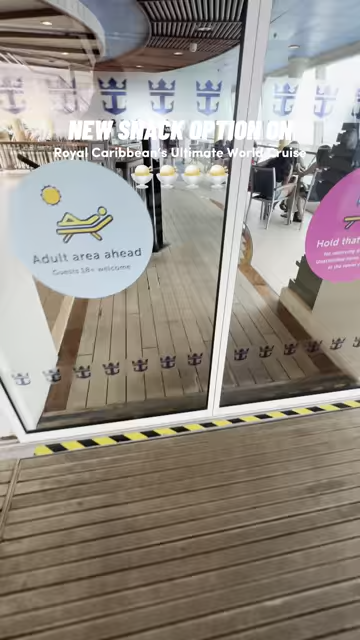 NEW SNACK OPTION ON
Royal Caribbean's Ultimate World Cruise
🍨🍨🍨🍨
Adult area ahead
Guests 18+ welcome
Hold that